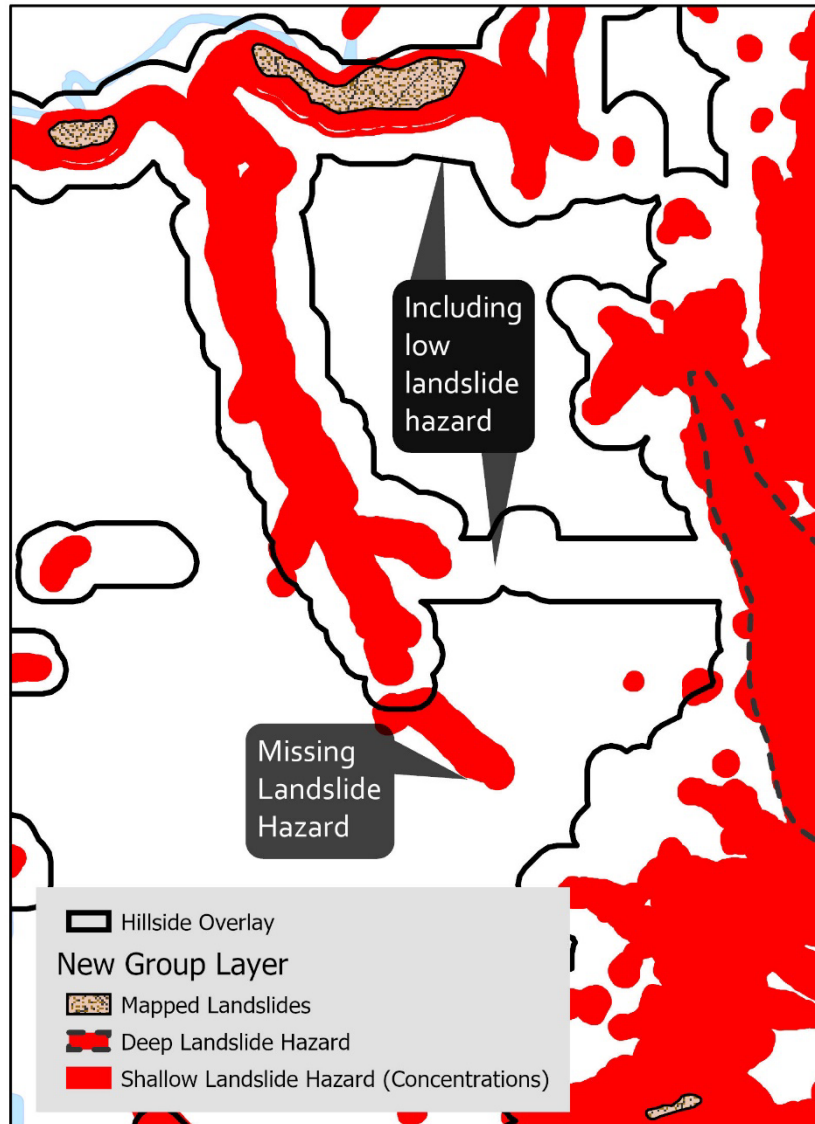 Including
low
landslide
hazard
Missing
Landslide
Hazard
Hillside Overlay
New Group Layer
Mapped Landslides
Deep Landslide Hazard
Shallow Landslide Hazard (Concentrations)